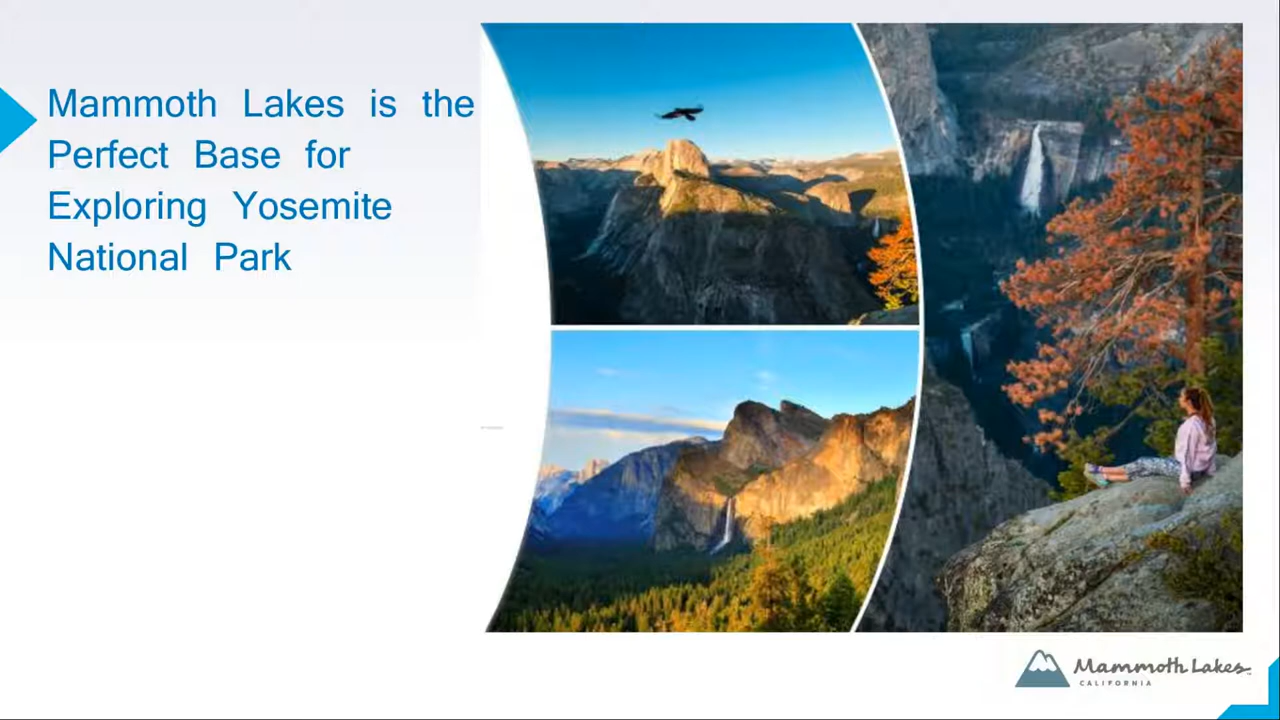 Mammoth Lakes is the
Perfect Base for
Exploring Yosemite
National Park
Mammoth Lakes
CALIFORNIA